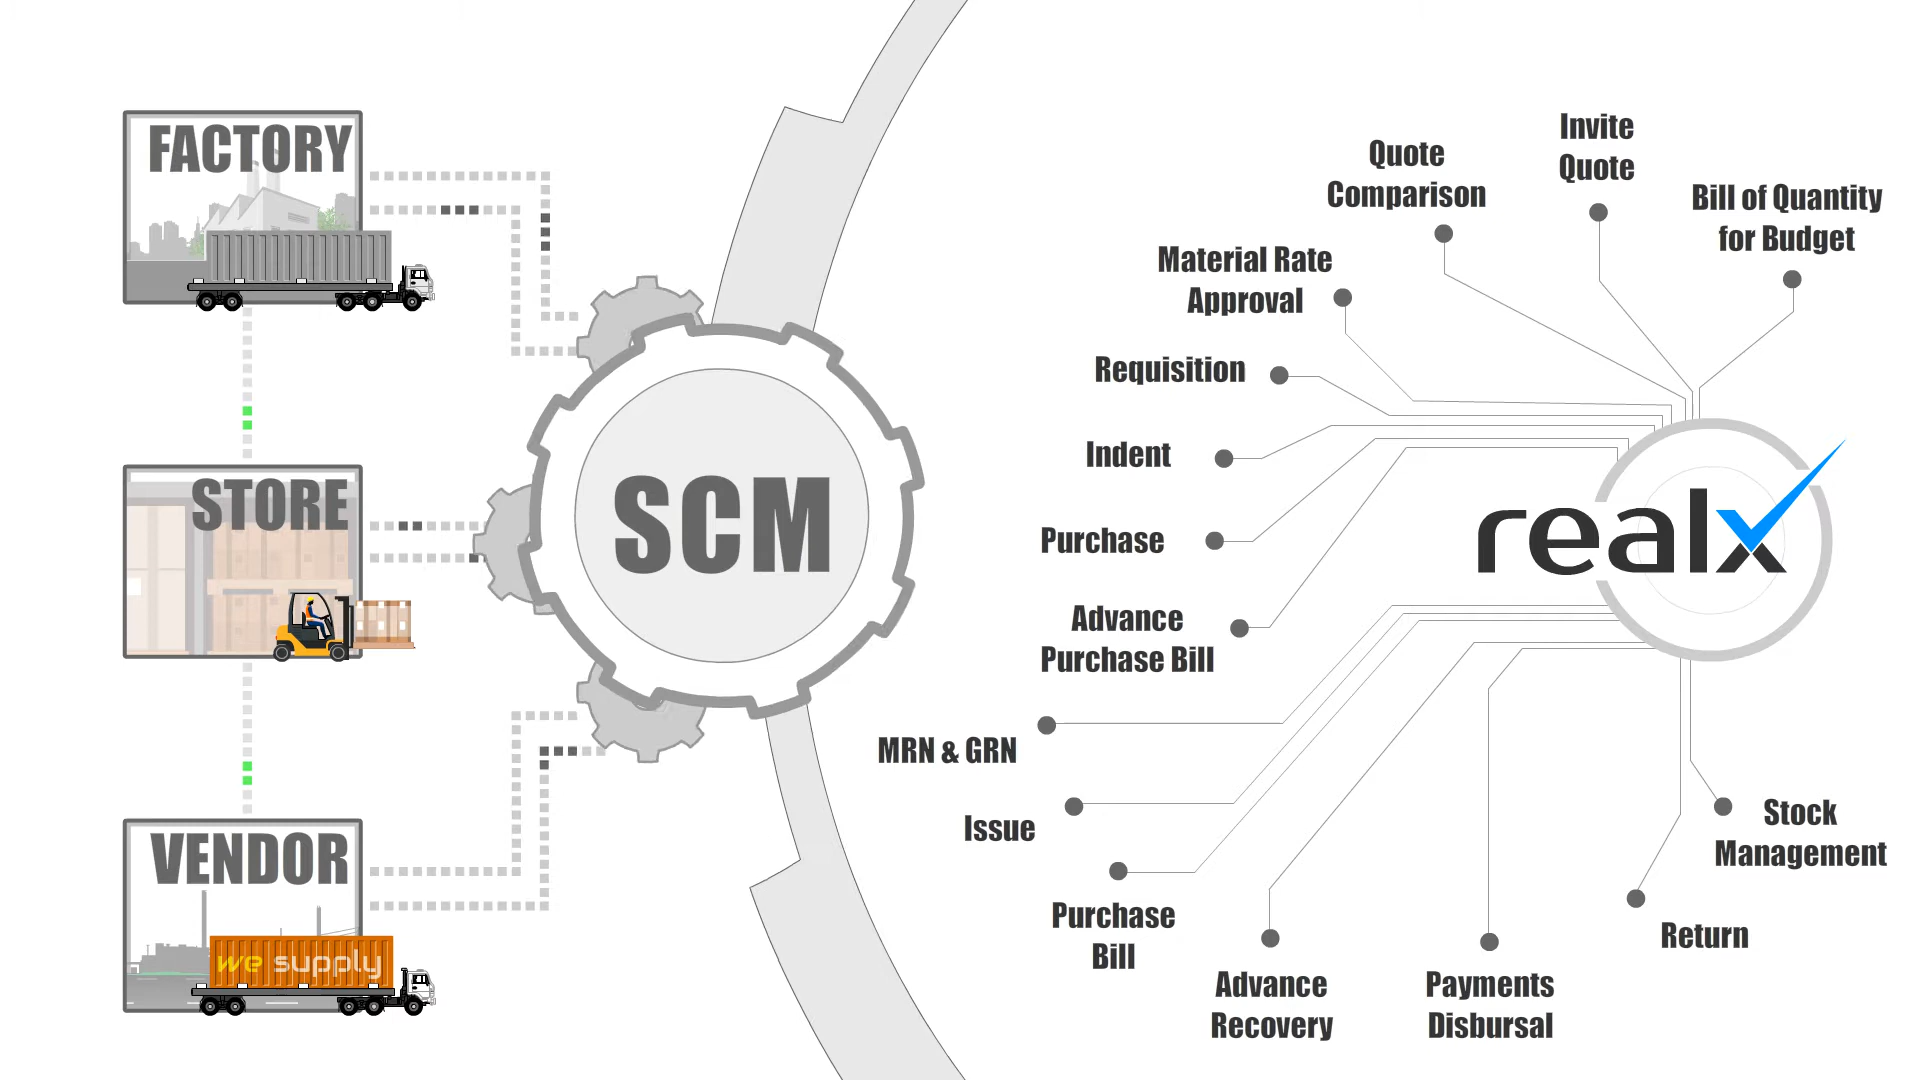 FACTORY
STORE
VENDOR
we supply
SCM
Invite
Quote
Quote
Comparison
Bill of Quantity
for Budget
Material Rate
Approval
Requisition
Indent
Purchase
Advance
Purchase Bill
MRN & GRN
Issue
Purchase
Bill
Advance
Recovery
Payments
Disbursal
Return
Stock
Management
realx